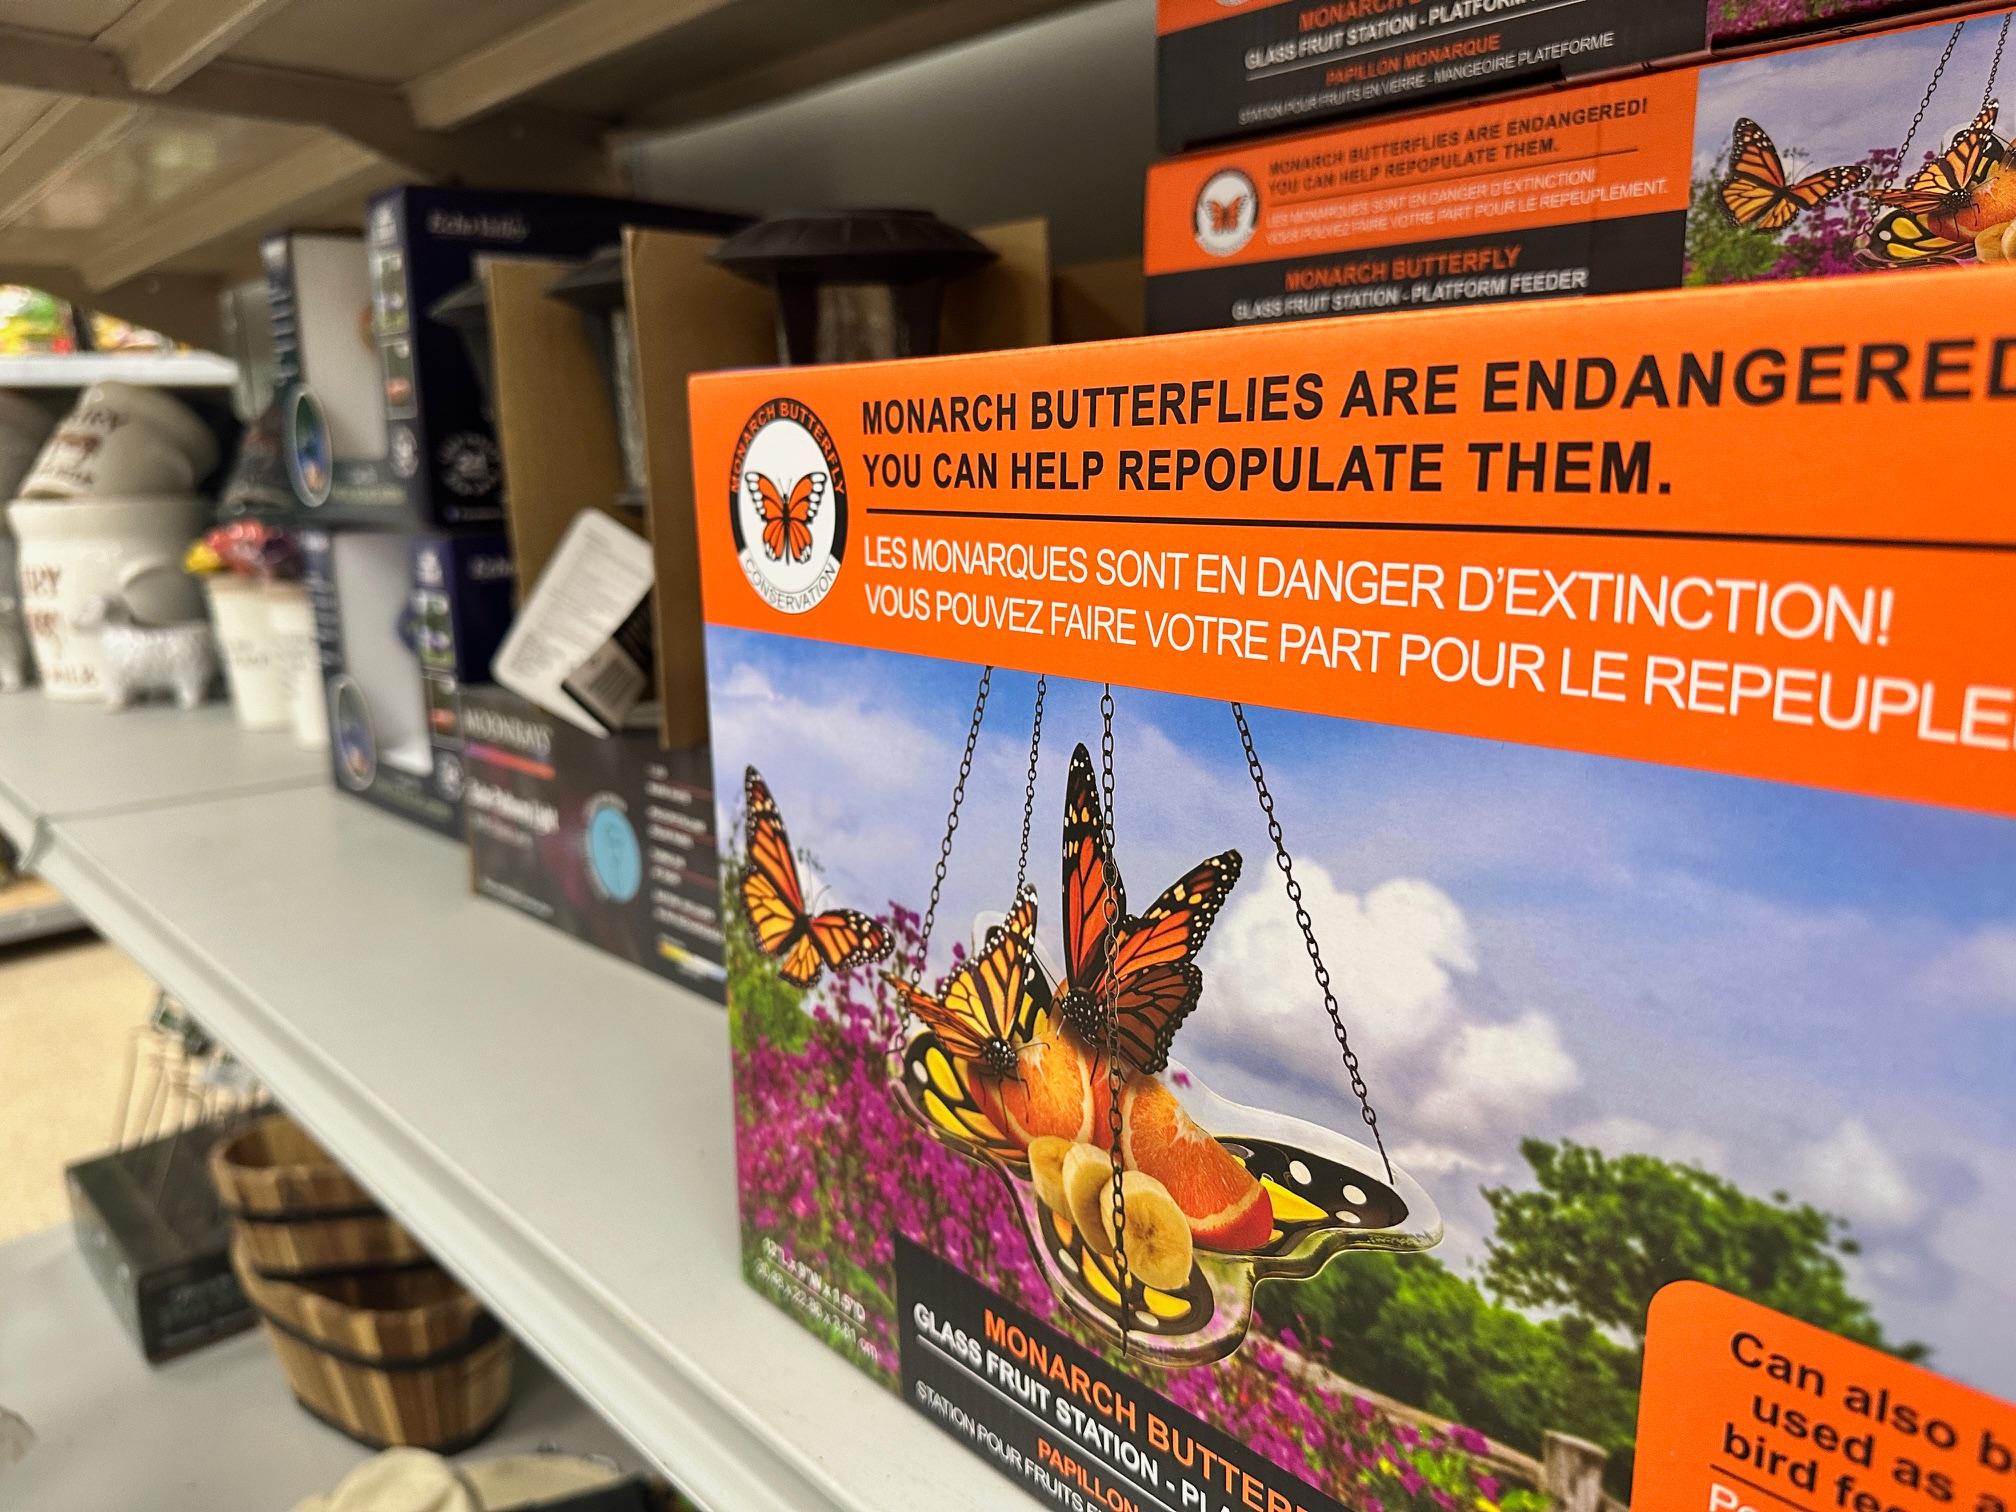 MONARCH
GLASS FRUIT STATION - PLATFORM
PAPILLON MONARQUE
STATION POUR FRUITS EN VERRE - MANGEOIRE PLATEFORME
MONARCH BUTTERFLIES ARE ENDANGERED!
YOU CAN HELP REPOPULATE THEM.
LES MONARQUES SONT EN DANGER D'EXTINCTION!
VOUS POUVEZ FAIRE VOTRE PART POUR LE REPEUPLEMENT.
MONARCH BUTTERFLY
GLASS FRUIT STATION - PLATFORM FEEDER
MONARCH BUTTERFLY
CONSERVATION
MONARCH BUTTERFLIES ARE ENDANGERED
YOU CAN HELP REPOPULATE THEM.
LES MONARQUES SONT EN DANGER D'EXTINCTION!
VOUS POUVEZ FAIRE VOTRE PART POUR LE REPEUPLE
MOONRAYS
MONARCH BUTTERF
GLASS FRUIT STATION - PLA
PAPILLON
STATION POUR FRUITS E
Can also b
used as a
bird fe